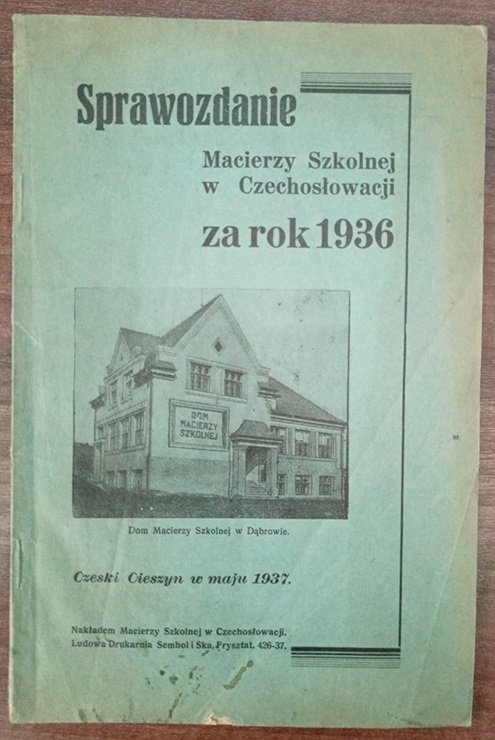 Sprawozdanie
Macierzy Szkolnej
w Czechosłowacji
za rok 1936
DOM
MACIERZY
SZKOLNEJ
Dom Macierzy Szkolnej w Dąbrowie.
Czeski Cieszyn w maju 1937.
Nakładem Macierzy Szkolnej w Czechosłowacji.
Ludowa Drukarnia Sembol i Ska, Frysztat, 426-37.